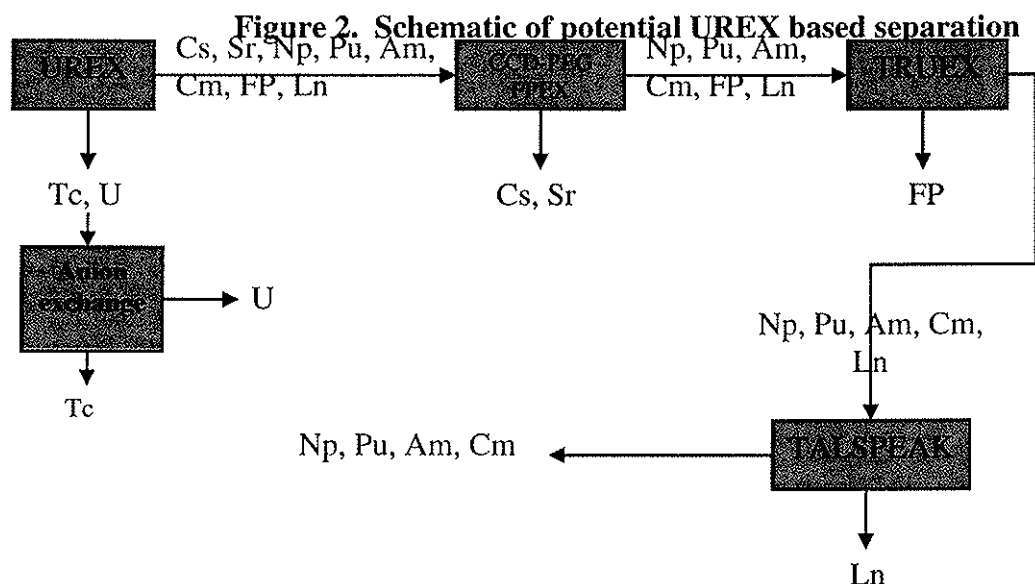 Figure 2. Schematic of potential UREX based separation
UREX
Cs, Sr, Np, Pu, Am,
Cm, FP, Ln
CCD-PEG
FPEX
Np, Pu, Am,
Cm, FP, Ln
TRUEX
Tc, U
Cs, Sr
FP
Anion
exchange
U
Tc
Np, Pu, Am, Cm,
Ln
TALSPEAK
Np, Pu, Am, Cm
Ln